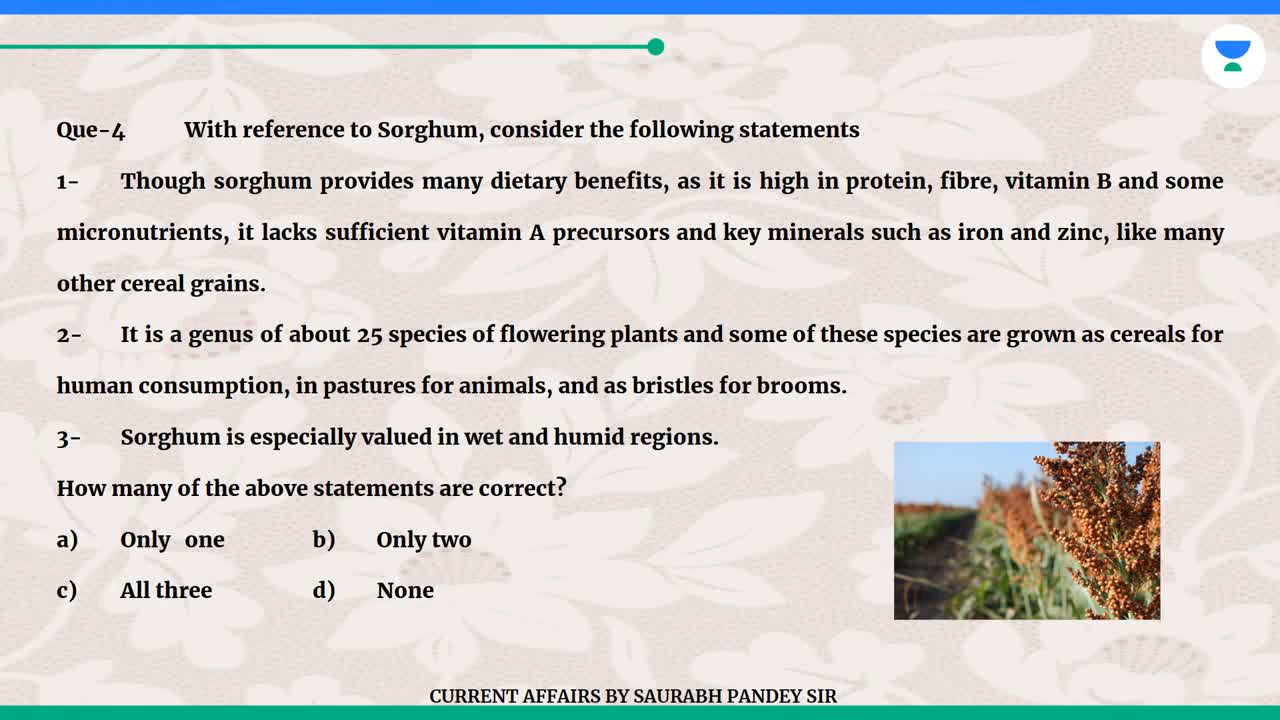 Que-4 With reference to Sorghum, consider the following statements
1- Though sorghum provides many dietary benefits, as it is high in protein, fibre, vitamin B and some
micronutrients, it lacks sufficient vitamin A precursors and key minerals such as iron and zinc, like many
other cereal grains.
2- It is a genus of about 25 species of flowering plants and some of these species are grown as cereals for
human consumption, in pastures for animals, and as bristles for brooms.
3- Sorghum is especially valued in wet and humid regions.
How many of the above statements are correct?
a) Only one b) Only two
c) All three d) None
CURRENT AFFAIRS BY SAURABH PANDEY SIR